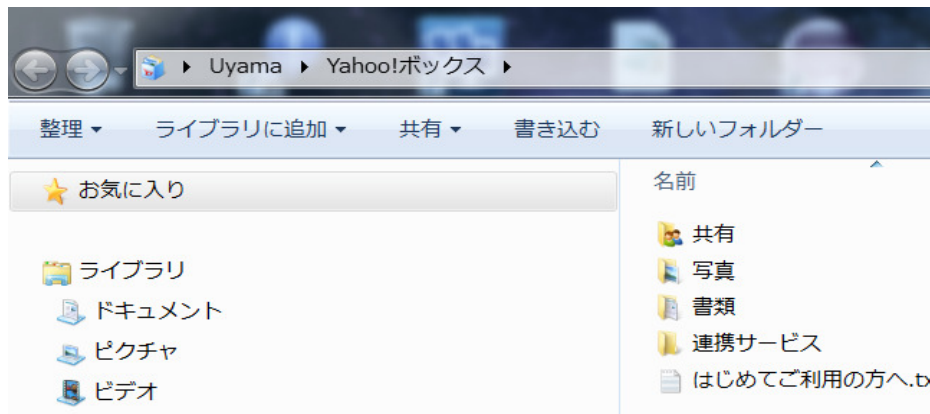 Uyama Yahoo!ボックス
整理 ライブラリに追加 共有 書き込む 新しいフォルダー
お気に入り
ライブラリ
ドキュメント
ピクチャ
ビデオ
名前
共有
写真
書類
連携サービス
はじめてご利用の方へ.tx